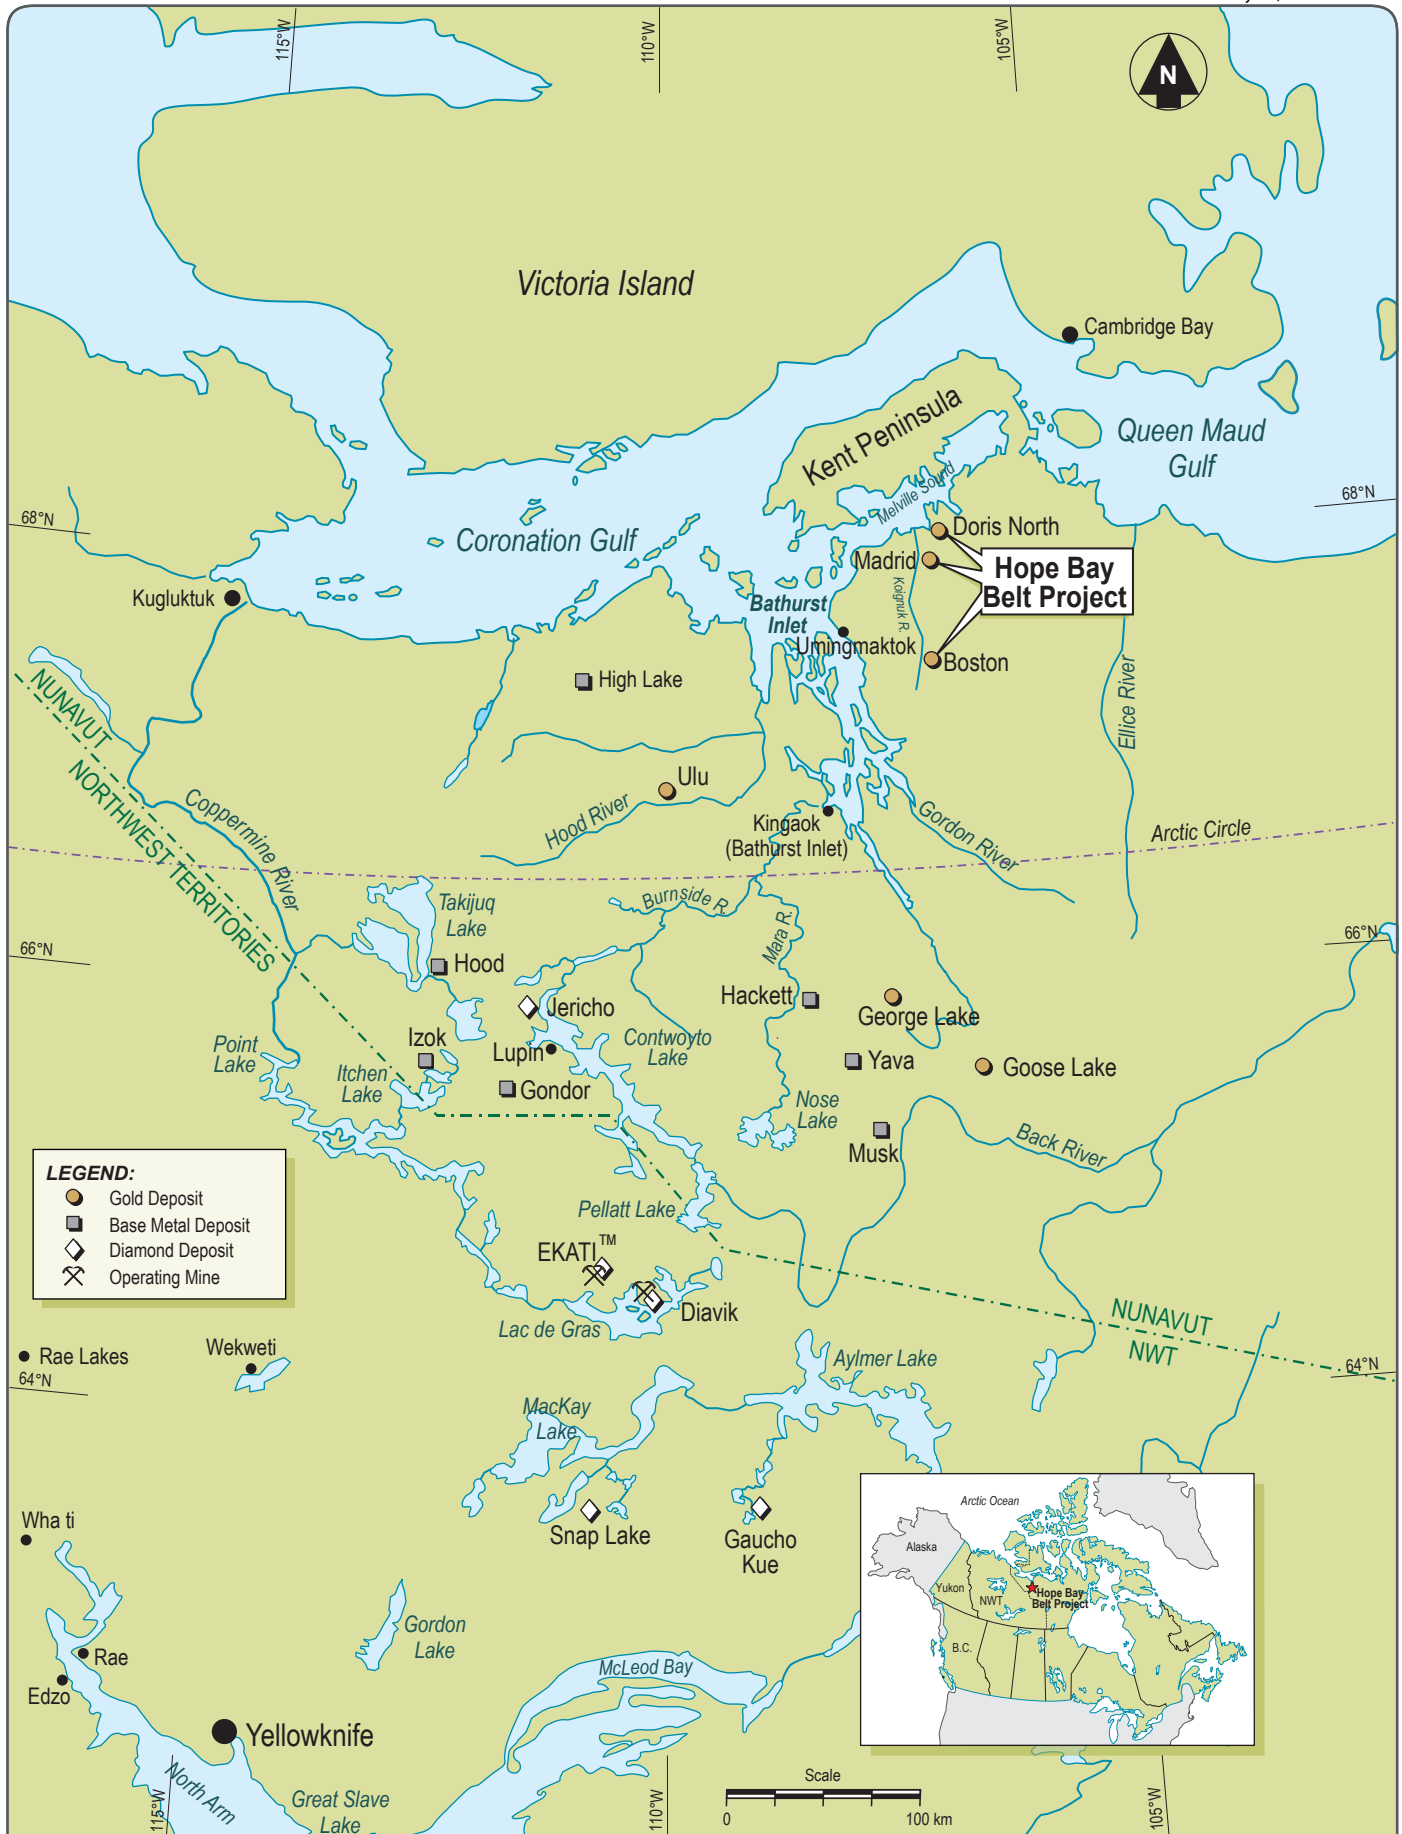 115°W
110°W
105°W
N
Victoria Island
Cambridge Bay
Kent Peninsula
Queen Maud
Gulf
Melville Sound
68°N
68°N
Coronation Gulf
Doris North
Madrid
Hope Bay
Belt Project
Kugluktuk
Bathurst
Inlet
Koignuk R.
Umingmaktok
Boston
High Lake
Ellice River
NUNAVUT
NORTHWEST TERRITORIES
Ulu
Coppermine River
Hood River
Kingaok
(Bathurst Inlet)
Gordon River
Arctic Circle
Takijuq
Lake
Burnside R.
Mara R.
66°N
66°N
Hood
Jericho
Hackett
George Lake
Point
Lake
Izok
Lupin
Contwoyto
Lake
Itchen
Lake
Gondor
Yava
Goose Lake
Nose
Lake
Musk
Back River
LEGEND:
Gold Deposit
Base Metal Deposit
Diamond Deposit
Operating Mine
Pellatt Lake
EKATI™
Diavik
Lac de Gras
NUNAVUT
NWT
Rae Lakes
Wekweti
Aylmer Lake
64°N
64°N
MacKay
Lake
Snap Lake
Gaucho
Kue
Wha ti
Arctic Ocean
Alaska
Yukon
NWT
Hope Bay
Belt Project
B.C.
Gordon
Lake
Rae
Edzo
McLeod Bay
Yellowknife
North Arm
Great Slave
Lake
Scale
0
100 km
115°W
110°W
105°W